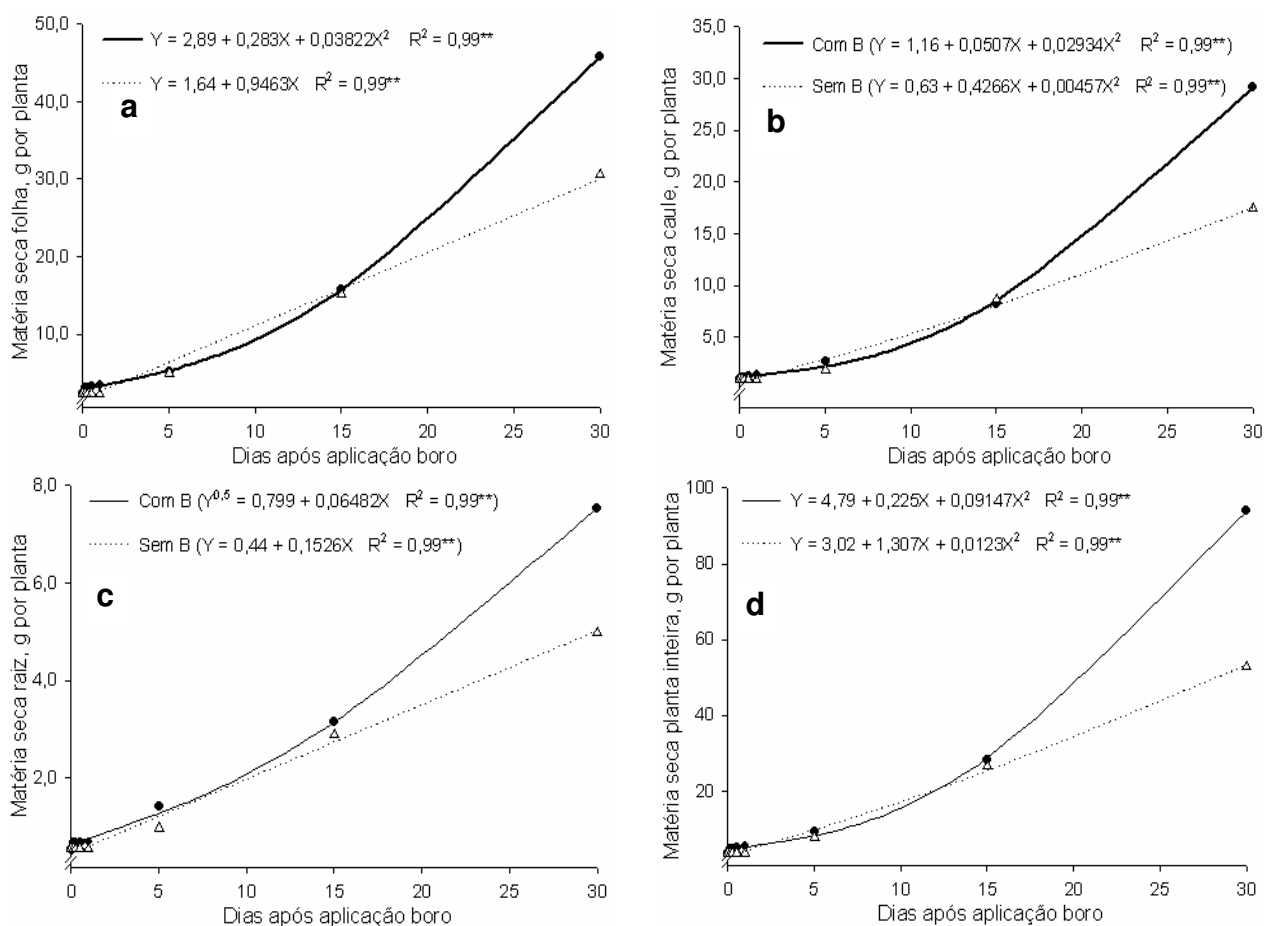 50,0
40,0
30,0
20,0
10,0
Matéria seca folha, g por planta
Y = 2,89 + 0,283X + 0,03822X² R² = 0,99**
Y = 1,64 + 0,9463X R² = 0,99**
a
0 5 15 20 25 30
Dias após aplicação boro
35,0
30,0
25,0
20,0
15,0
10,0
5,0
Matéria seca caule, g por planta
Com B (Y = 1,16 + 0,0507X + 0,02934X² R² = 0,99**)
Sem B (Y = 0,63 + 0,4266X + 0,00457X² R² = 0,99**)
b
0 5 10 15 20 25 30
Dias após aplicação boro
8,0
6,0
4,0
2,0
Matéria seca raiz, g por planta
Com B (Y⁰,⁵ = 0,799 + 0,06482X R² = 0,99**)
Sem B (Y = 0,44 + 0,1526X R² = 0,99**)
c
0 5 10 15 20 25 30
Dias após aplicação boro
100
80
60
40
20
Matéria seca planta inteira, g por planta
Y = 4,79 + 0,225X + 0,09147X² R² = 0,99**
Y = 3,02 + 1,307X + 0,0123X² R² = 0,99**
d
0 5 10 15 20 25 30
Dias após aplicação boro